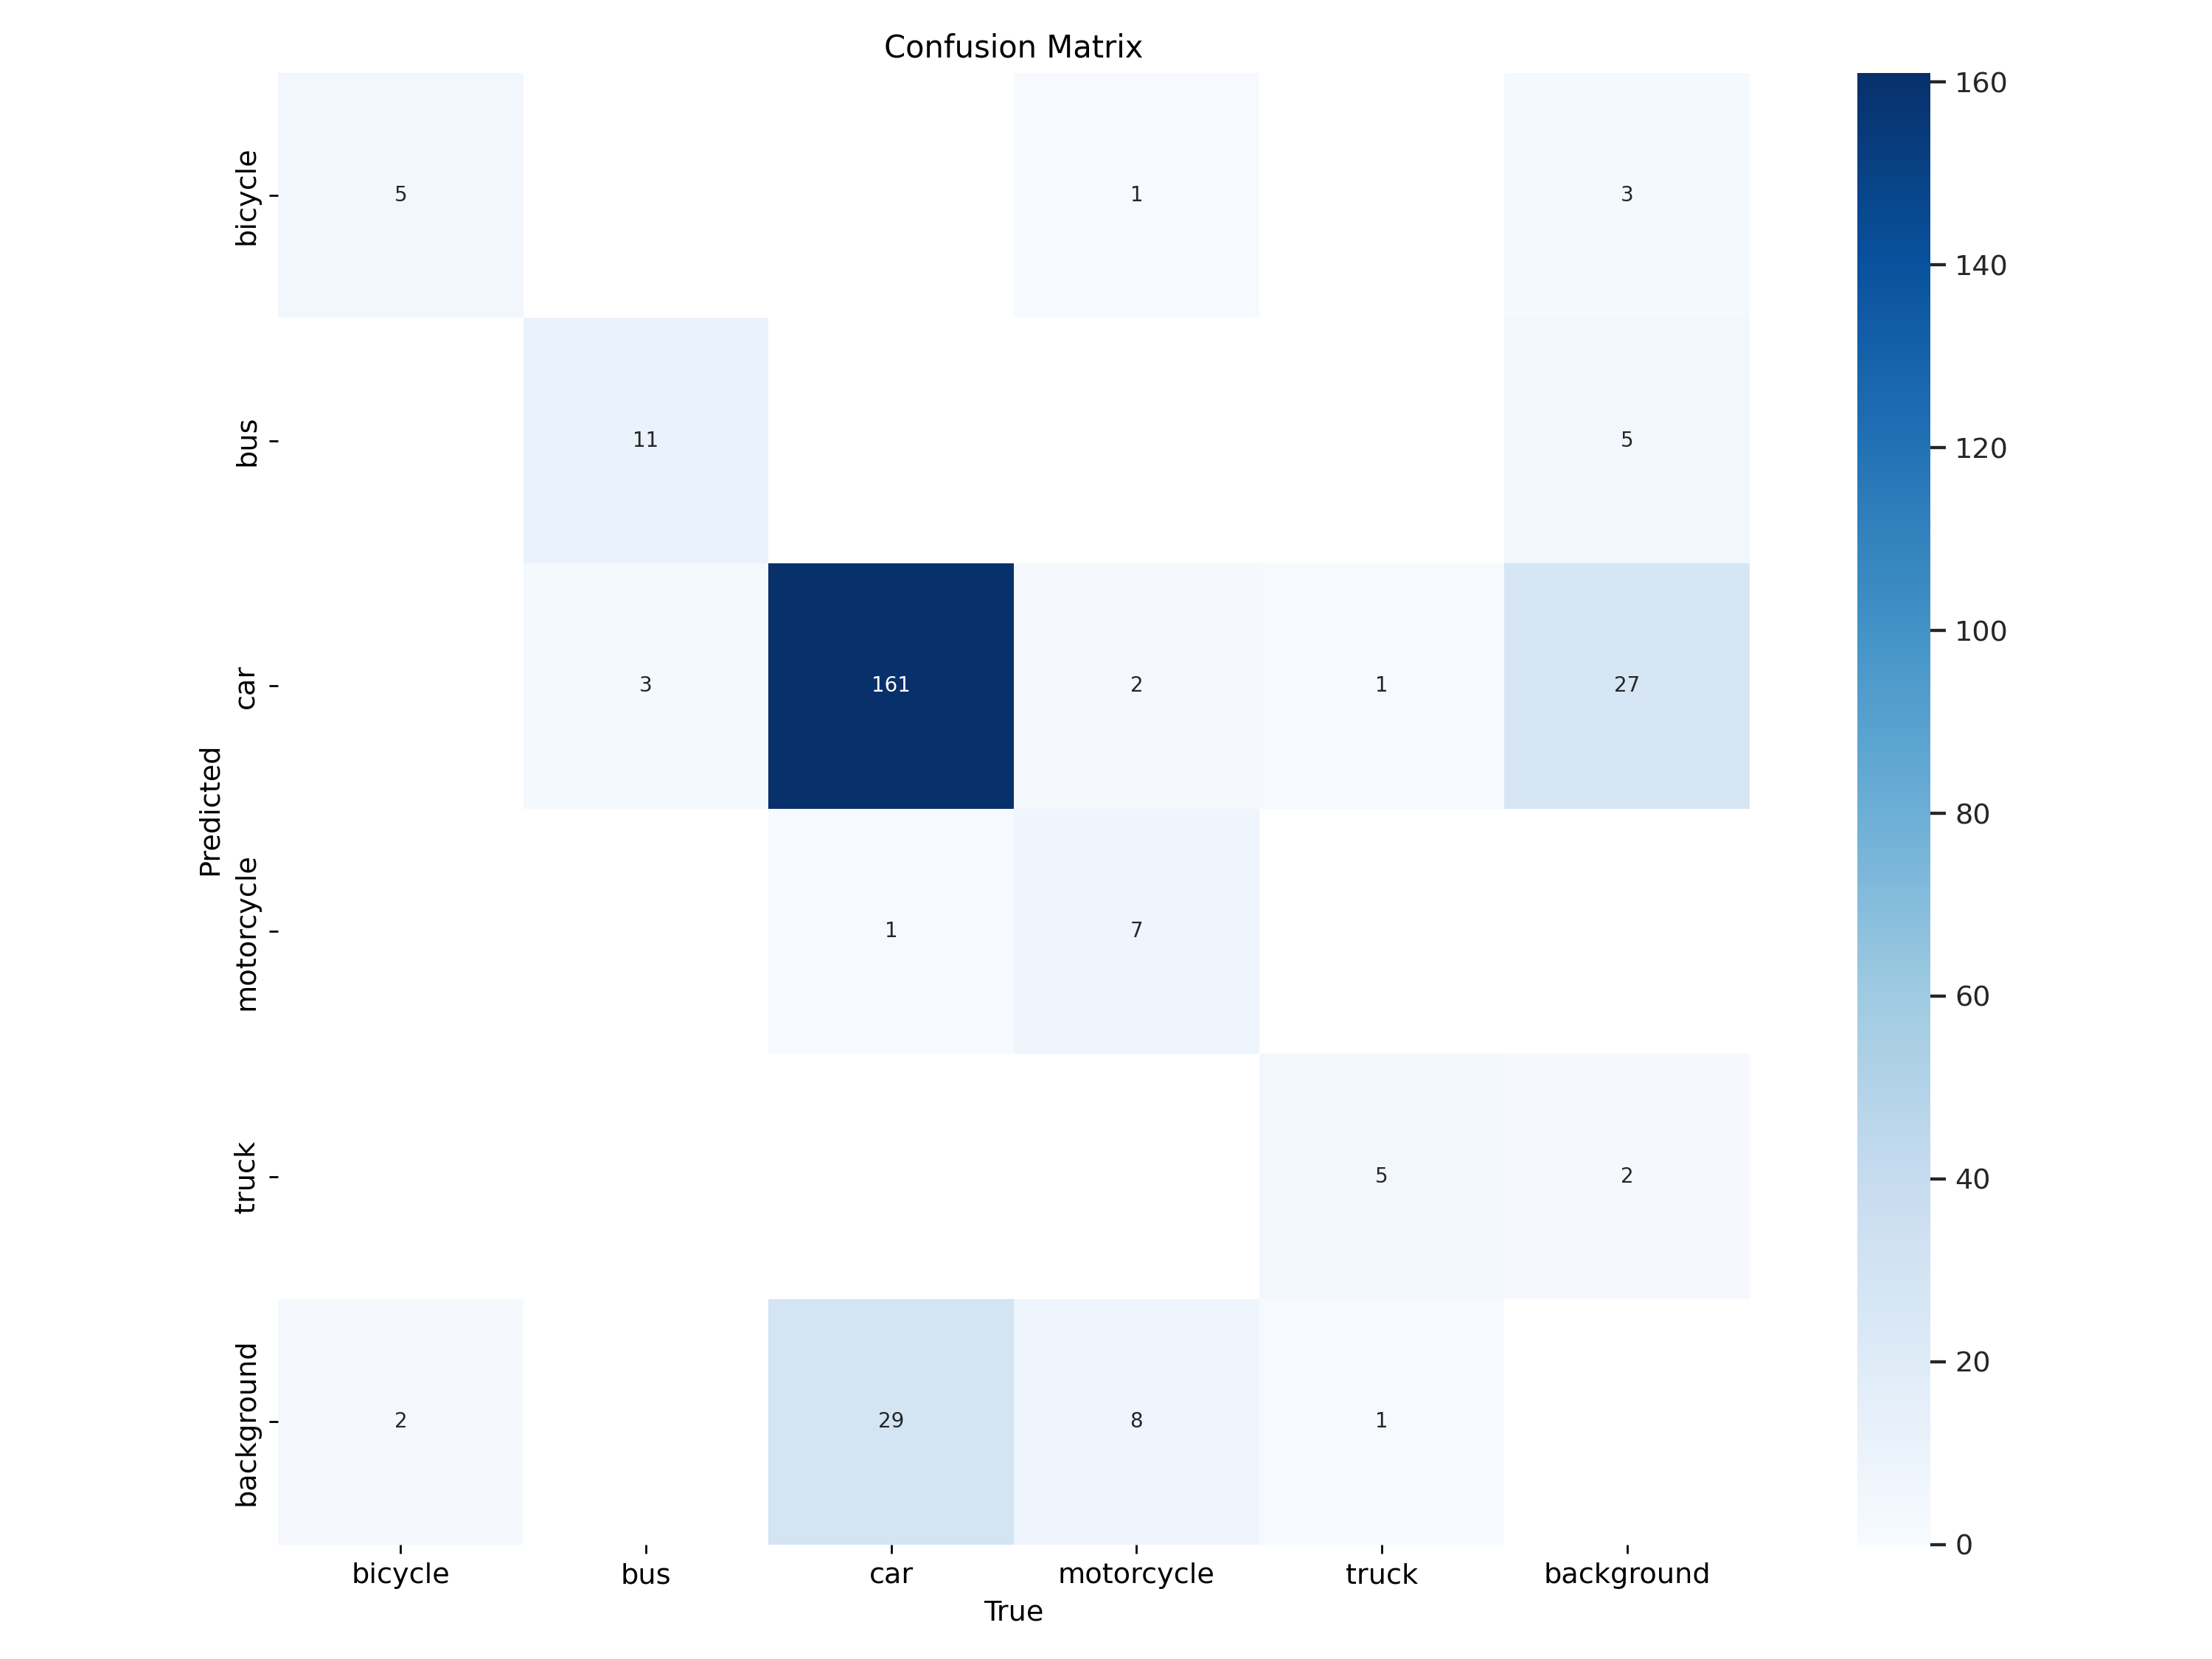 Confusion Matrix
Predicted
bicycle
5 1 3
bus
11 5
car
3 161 2 1 27
motorcycle
1 7
truck
5 2
background
2 29 8 1
bicycle bus car motorcycle truck background
True
160
140
120
100
80
60
40
20
0